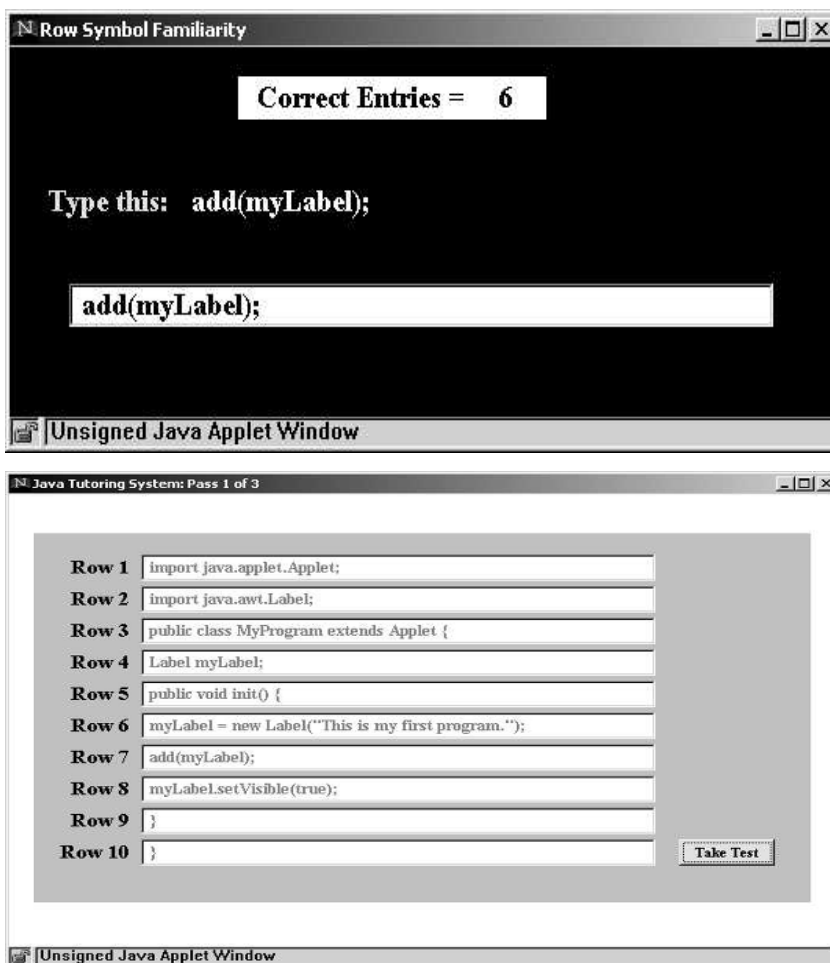 N Row Symbol Familiarity
Correct Entries = 6
Type this: add(myLabel);
add(myLabel);
Unsigned Java Applet Window
N Java Tutoring System: Pass 1 of 3
Row 1 import java.applet.Applet;
Row 2 import java.awt.Label;
Row 3 public class MyProgram extends Applet {
Row 4 Label myLabel;
Row 5 public void init() {
Row 6 myLabel = new Label("This is my first program.");
Row 7 add(myLabel);
Row 8 myLabel.setVisible(true);
Row 9 }
Row 10 } Take Test
Unsigned Java Applet Window